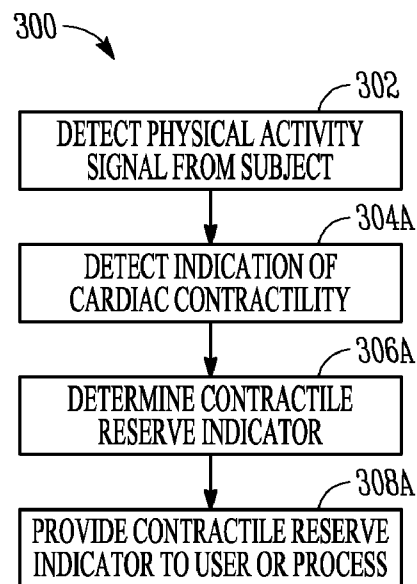 300
302
DETECT PHYSICAL ACTIVITY
SIGNAL FROM SUBJECT
304A
DETECT INDICATION OF
CARDIAC CONTRACTILITY
306A
DETERMINE CONTRACTILE
RESERVE INDICATOR
308A
PROVIDE CONTRACTILE RESERVE
INDICATOR TO USER OR PROCESS